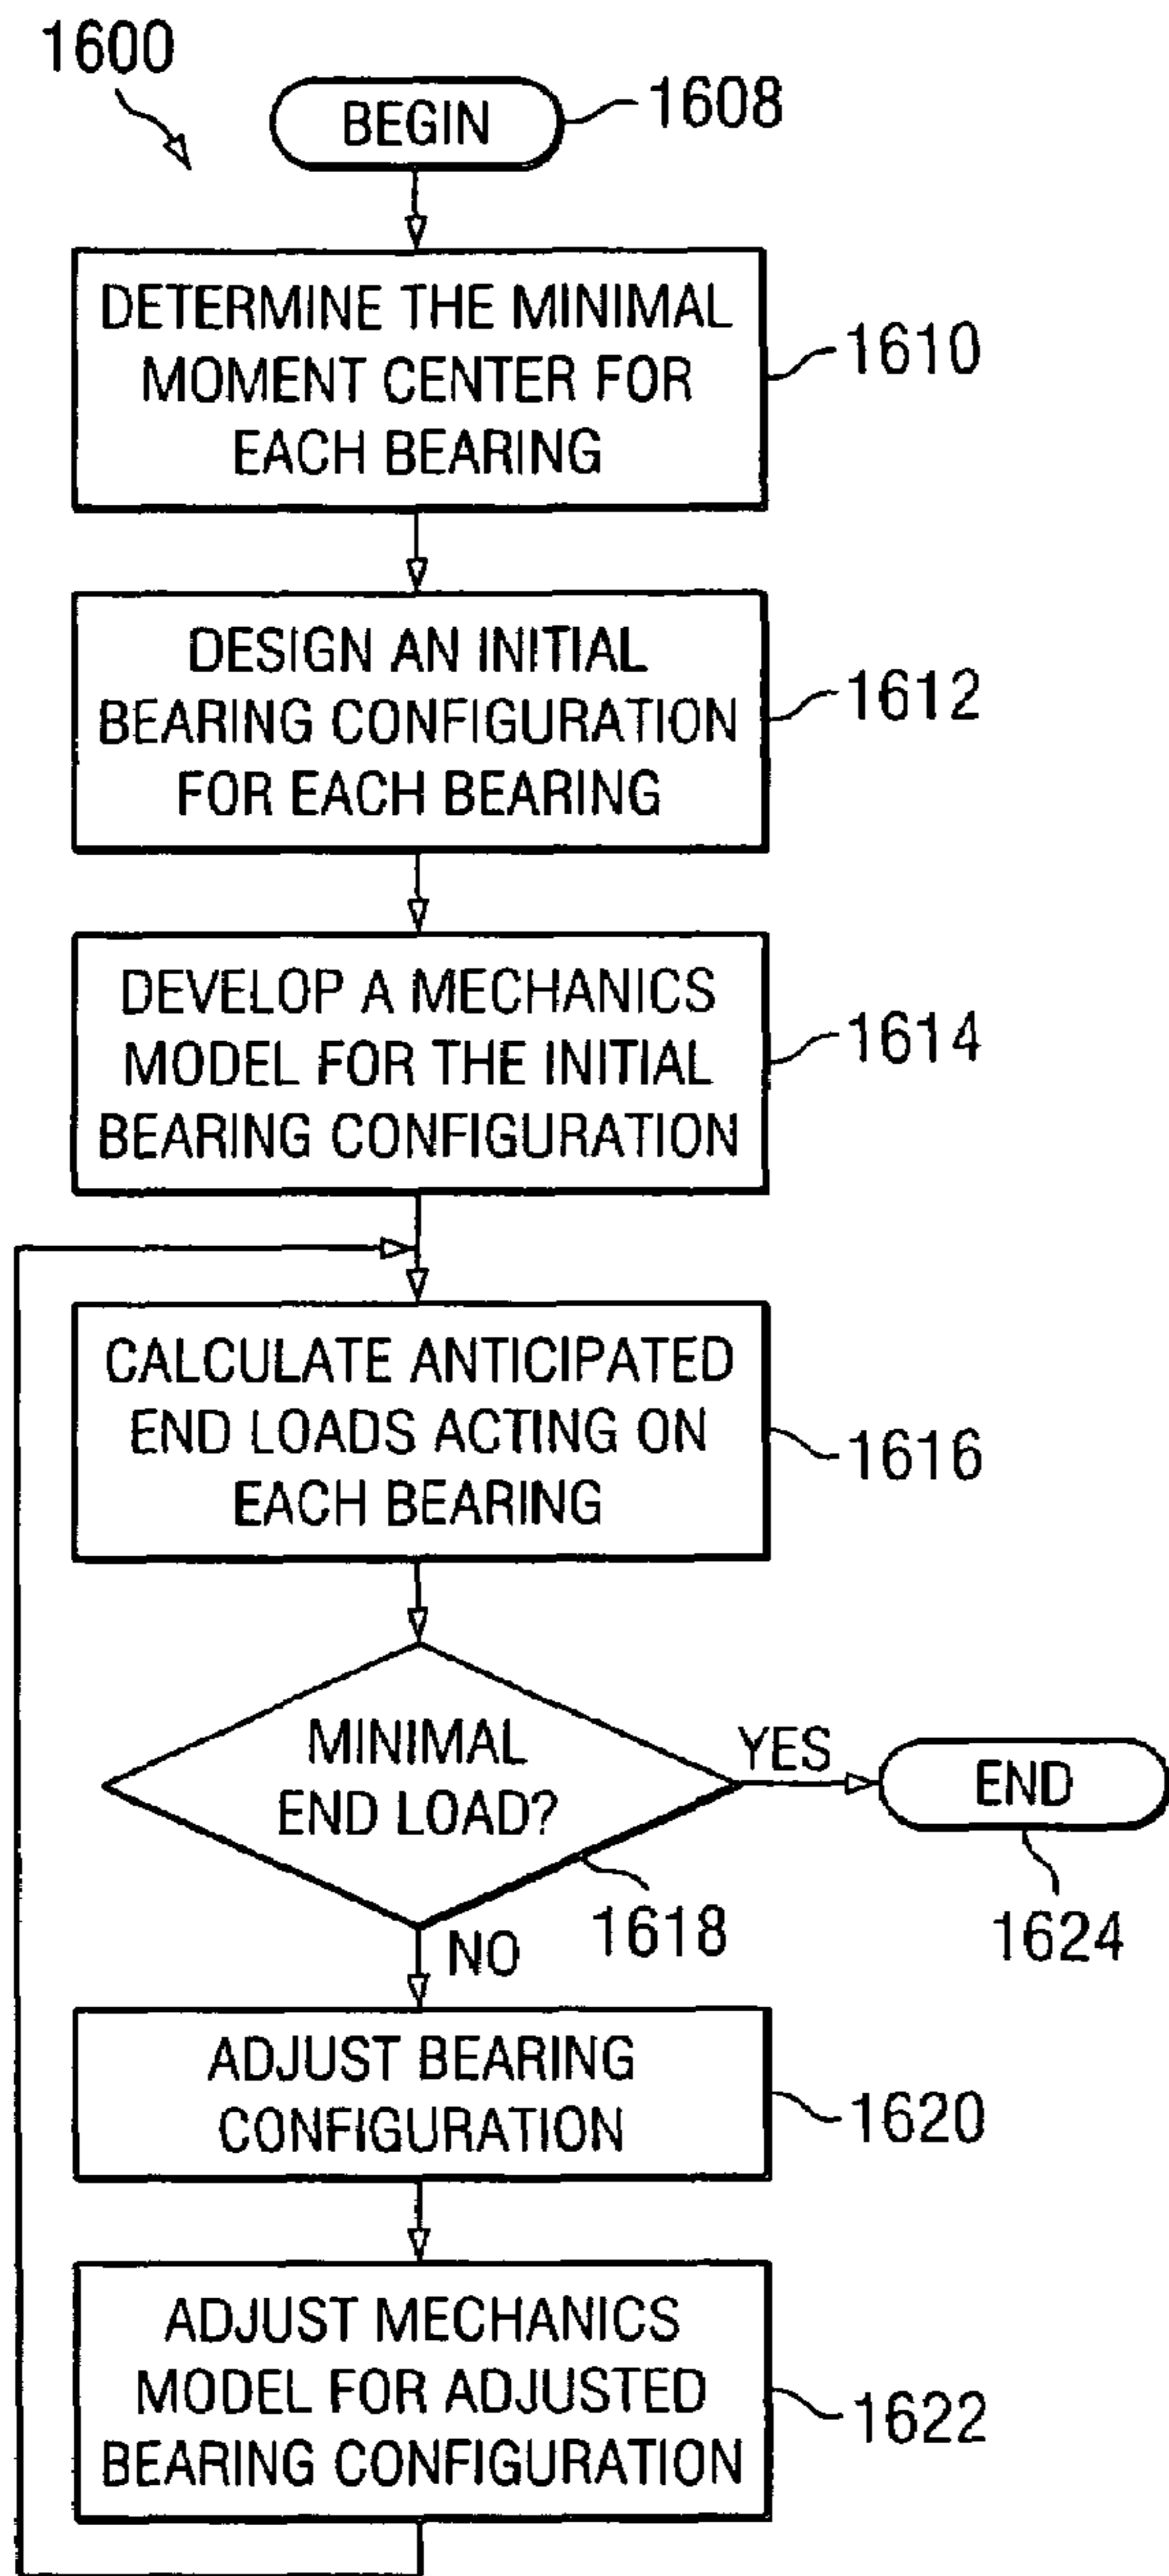 1600
BEGIN
1608
DETERMINE THE MINIMAL
MOMENT CENTER FOR
EACH BEARING
1610
DESIGN AN INITIAL
BEARING CONFIGURATION
FOR EACH BEARING
1612
DEVELOP A MECHANICS
MODEL FOR THE INITIAL
BEARING CONFIGURATION
1614
CALCULATE ANTICIPATED
END LOADS ACTING ON
EACH BEARING
1616
MINIMAL
END LOAD?
YES
END
1618
1624
NO
ADJUST BEARING
CONFIGURATION
1620
ADJUST MECHANICS
MODEL FOR ADJUSTED
BEARING CONFIGURATION
1622